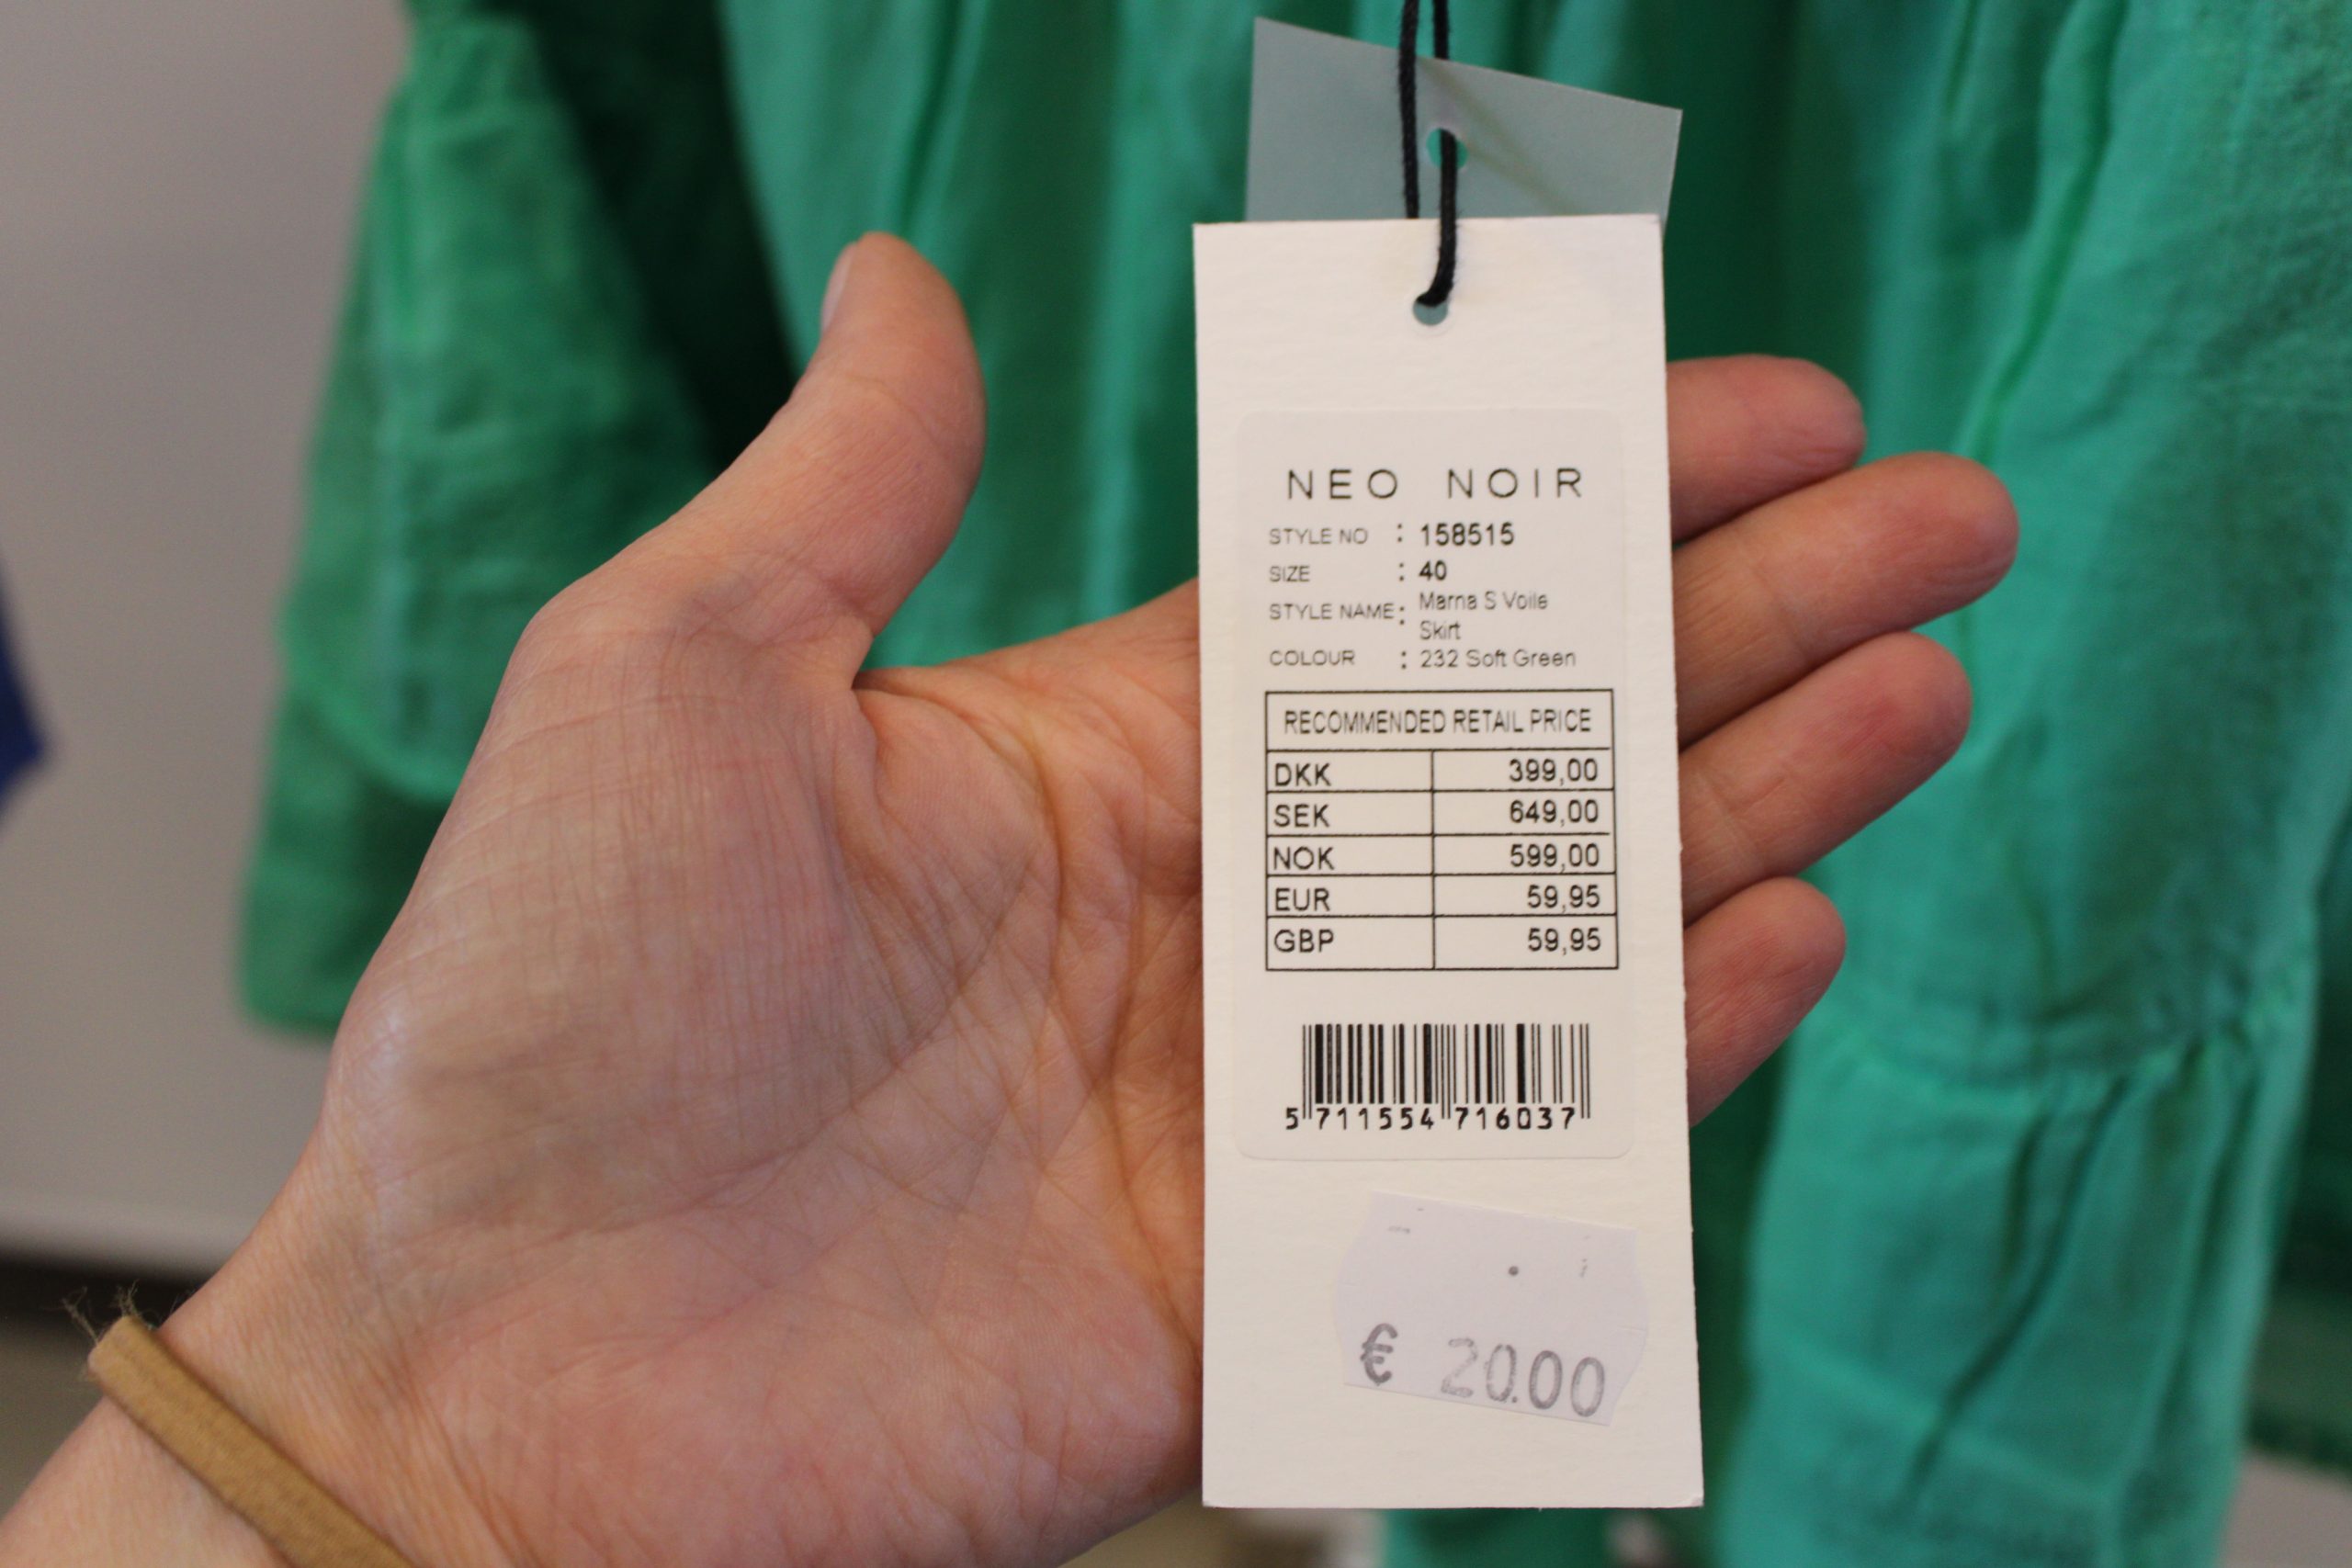 NEO NOIR
STYLE NO : 158515
SIZE : 40
STYLE NAME: Marna S Voile
Skirt
COLOUR : 232 Soft Green
RECOMMENDED RETAIL PRICE
DKK 399,00
SEK 649,00
NOK 599,00
EUR 59,95
GBP 59,95
5 711554 716037
€ 20.00